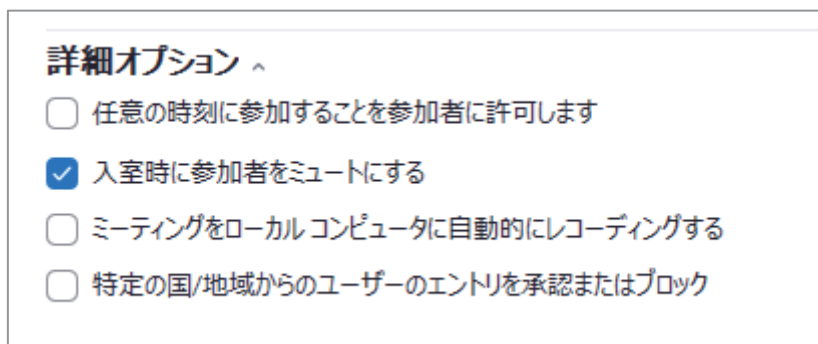 詳細オプション
任意の時刻に参加することを参加者に許可します
入室時に参加者をミュートにする
ミーティングをローカル コンピュータに自動的にレコーディングする
特定の国/地域からのユーザーのエントリを承認またはブロック